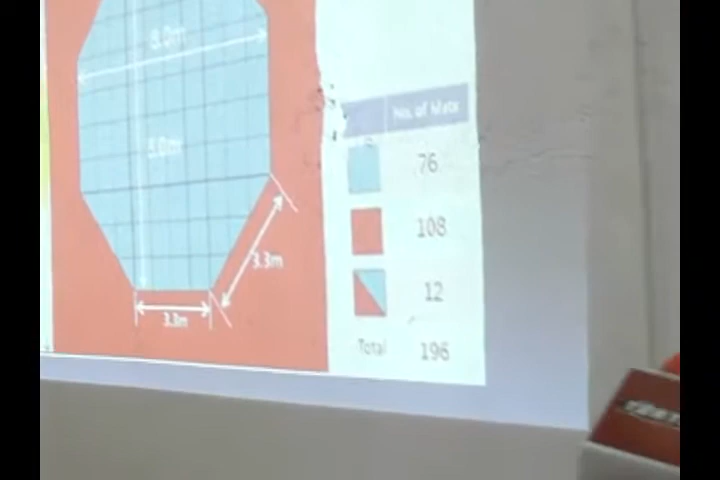 8.0m
No. of Mats
8.0m
76
108
3.3m
12
3.3m
Total 196